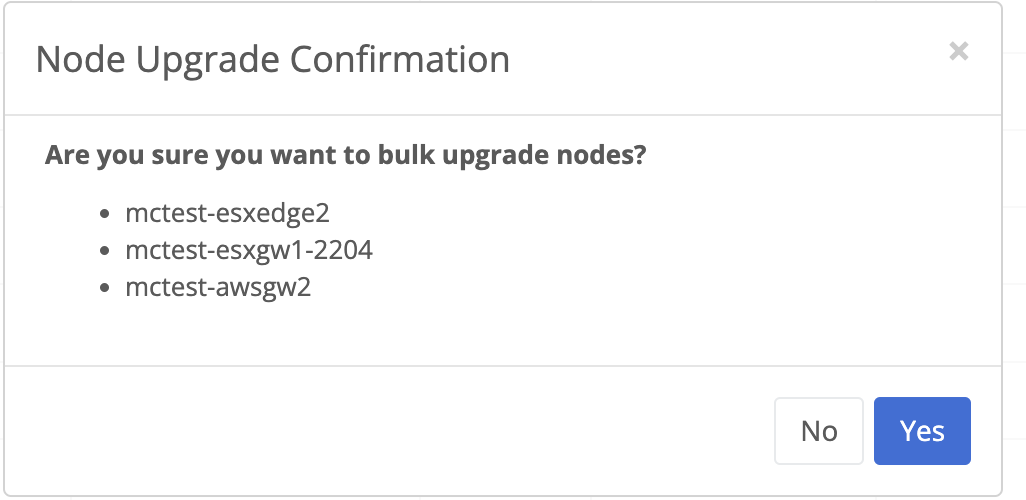 Node Upgrade Confirmation
×
Are you sure you want to bulk upgrade nodes?
• mctest-esxedge2
• mctest-esxgw1-2204
• mctest-awsgw2
No
Yes